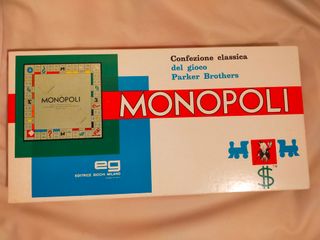 Confezione classica
del gioco
Parker Brothers
MONOPOLI
MONOPOLI
eg
EDITRICE GIOCHI MILANO
$